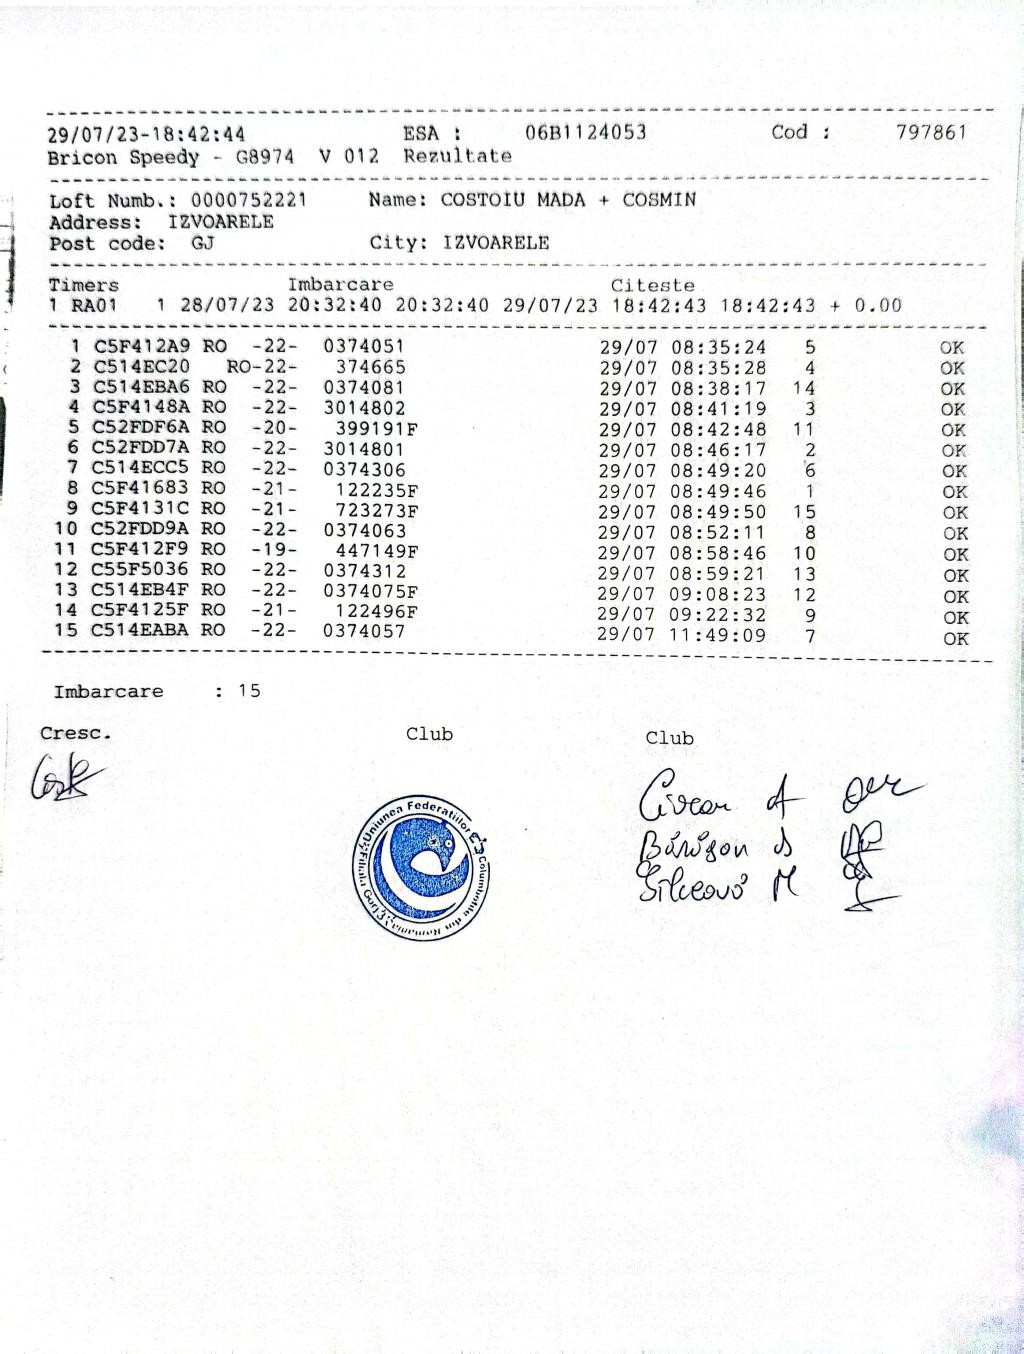 29/07/23-18:42:44 ESA : 06B1124053 Cod : 797861
Bricon Speedy - G8974 V 012 Rezultate
Loft Numb.: 0000752221 Name: COSTOIU MADA + COSMIN
Address: IZVOARELE
Post code: GJ City: IZVOARELE
Timers Imbarcare Citeste
1 RA01 1 28/07/23 20:32:40 20:32:40 29/07/23 18:42:43 18:42:43 + 0.00
1 C5F412A9 RO -22- 0374051 29/07 08:35:24 5 OK
2 C514EC20 RO-22- 374665 29/07 08:35:28 4 OK
3 C514EBA6 RO -22- 0374081 29/07 08:38:17 14 OK
4 C5F4148A RO -22- 3014802 29/07 08:41:19 3 OK
5 C52FDF6A RO -20- 399191F 29/07 08:42:48 11 OK
6 C52FDD7A RO -22- 3014801 29/07 08:46:17 2 OK
7 C514ECC5 RO -22- 0374306 29/07 08:49:20 6 OK
8 C5F41683 RO -21- 122235F 29/07 08:49:46 1 OK
9 C5F4131C RO -21- 723273F 29/07 08:49:50 15 OK
10 C52FDD9A RO -22- 0374063 29/07 08:52:11 8 OK
11 C5F412F9 RO -19- 447149F 29/07 08:58:46 10 OK
12 C55F5036 RO -22- 0374312 29/07 08:59:21 13 OK
13 C514EB4F RO -22- 0374075F 29/07 09:08:23 12 OK
14 C5F4125F RO -21- 122496F 29/07 09:22:32 9 OK
15 C514EABA RO -22- 0374057 29/07 11:49:09 7 OK
Imbarcare : 15
Cresc. Club Club
Uniunea Federatiilor Columbofile din Romania
Filiala Gorj